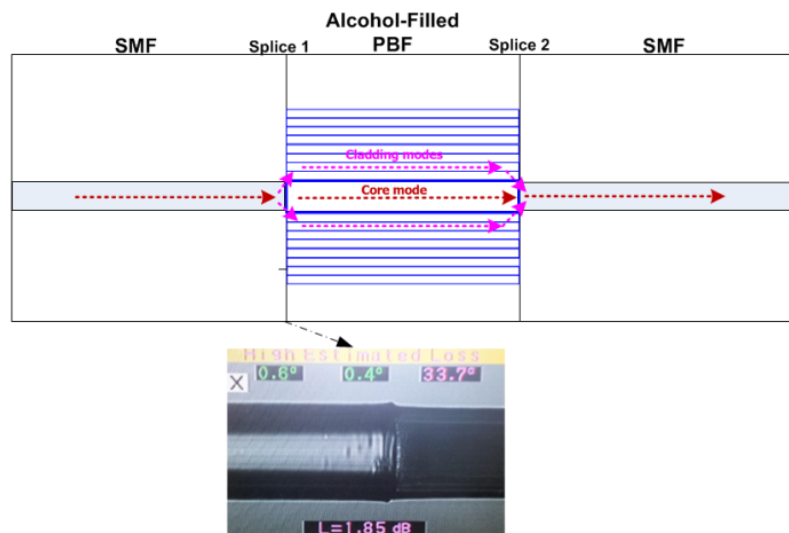 Alcohol-Filled
SMF
Splice 1
PBF
Splice 2
SMF
Cladding modes
Core mode
High Estimated Loss
0.6°
0.4°
33.7°
X
L=1.85 dB